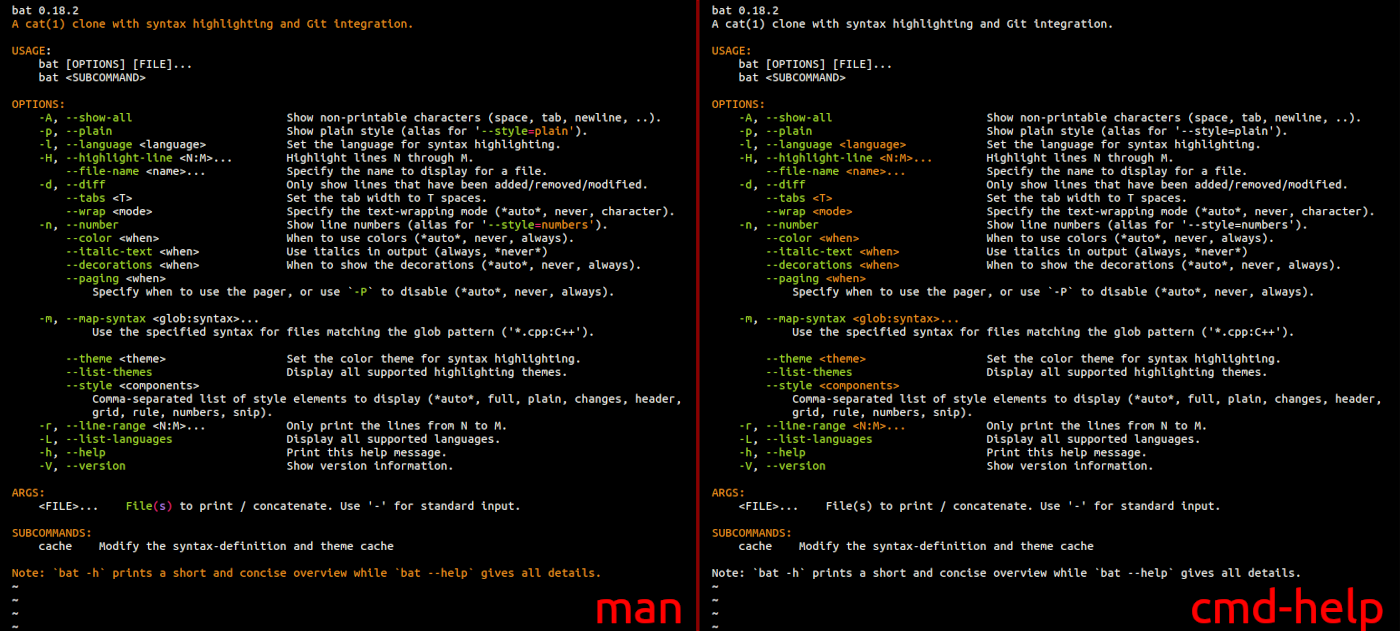 bat 0.18.2
A cat(1) clone with syntax highlighting and Git integration.
USAGE:
bat [OPTIONS] [FILE]...
bat <SUBCOMMAND>
OPTIONS:
-A, --show-all Show non-printable characters (space, tab, newline, ..).
-p, --plain Show plain style (alias for '--style=plain').
-l, --language <language> Set the language for syntax highlighting.
-H, --highlight-line <N:M>... Highlight lines N through M.
--file-name <name>... Specify the name to display for a file.
-d, --diff Only show lines that have been added/removed/modified.
--tabs <T> Set the tab width to T spaces.
--wrap <mode> Specify the text-wrapping mode (*auto*, never, character).
-n, --number Show line numbers (alias for '--style=numbers').
--color <when> When to use colors (*auto*, never, always).
--italic-text <when> Use italics in output (always, *never*)
--decorations <when> When to show the decorations (*auto*, never, always).
--paging <when>
Specify when to use the pager, or use `-P` to disable (*auto*, never, always).
-m, --map-syntax <glob:syntax>...
Use the specified syntax for files matching the glob pattern ('*.cpp:C++').
--theme <theme> Set the color theme for syntax highlighting.
--list-themes Display all supported highlighting themes.
--style <components>
Comma-separated list of style elements to display (*auto*, full, plain, changes, header,
grid, rule, numbers, snip).
-r, --line-range <N:M>... Only print the lines from N to M.
-L, --list-languages Display all supported languages.
-h, --help Print this help message.
-V, --version Show version information.
ARGS:
<FILE>... File(s) to print / concatenate. Use '-' for standard input.
SUBCOMMANDS:
cache Modify the syntax-definition and theme cache
Note: `bat -h` prints a short and concise overview while `bat --help` gives all details.
~
~
~
~
man
bat 0.18.2
A cat(1) clone with syntax highlighting and Git integration.
USAGE:
bat [OPTIONS] [FILE]...
bat <SUBCOMMAND>
OPTIONS:
-A, --show-all Show non-printable characters (space, tab, newline, ..).
-p, --plain Show plain style (alias for '--style=plain').
-l, --language <language> Set the language for syntax highlighting.
-H, --highlight-line <N:M>... Highlight lines N through M.
--file-name <name>... Specify the name to display for a file.
-d, --diff Only show lines that have been added/removed/modified.
--tabs <T> Set the tab width to T spaces.
--wrap <mode> Specify the text-wrapping mode (*auto*, never, character).
-n, --number Show line numbers (alias for '--style=numbers').
--color <when> When to use colors (*auto*, never, always).
--italic-text <when> Use italics in output (always, *never*)
--decorations <when> When to show the decorations (*auto*, never, always).
--paging <when>
Specify when to use the pager, or use `-P` to disable (*auto*, never, always).
-m, --map-syntax <glob:syntax>...
Use the specified syntax for files matching the glob pattern ('*.cpp:C++').
--theme <theme> Set the color theme for syntax highlighting.
--list-themes Display all supported highlighting themes.
--style <components>
Comma-separated list of style elements to display (*auto*, full, plain, changes, header,
grid, rule, numbers, snip).
-r, --line-range <N:M>... Only print the lines from N to M.
-L, --list-languages Display all supported languages.
-h, --help Print this help message.
-V, --version Show version information.
ARGS:
<FILE>... File(s) to print / concatenate. Use '-' for standard input.
SUBCOMMANDS:
cache Modify the syntax-definition and theme cache
Note: `bat -h` prints a short and concise overview while `bat --help` gives all details.
~
~
~
~
cmd-help